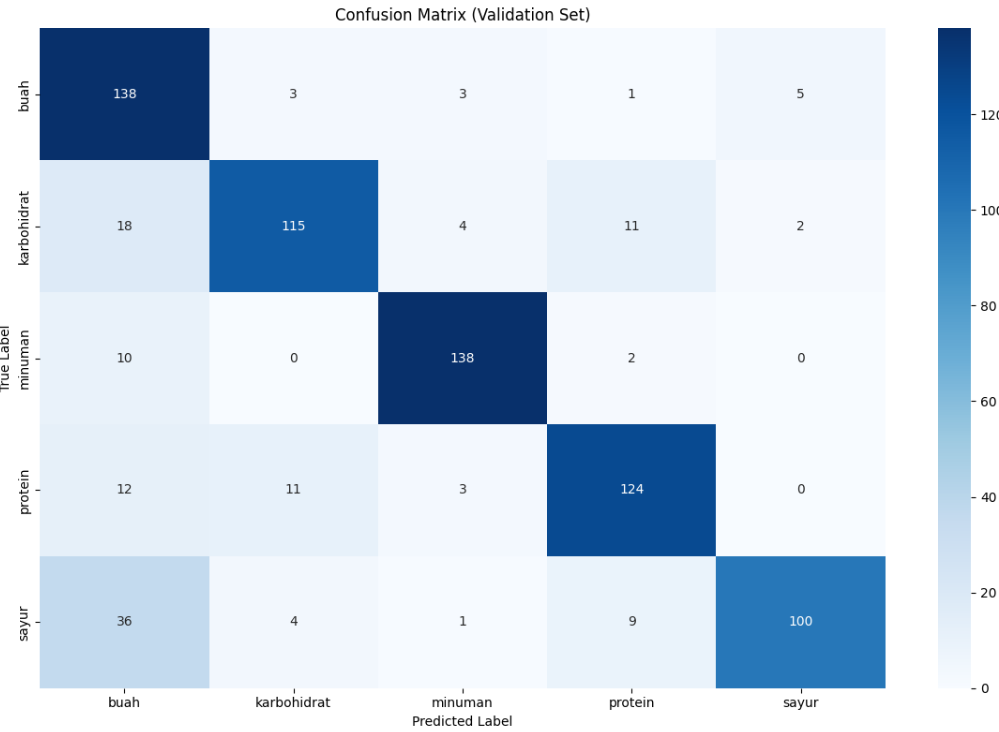 Confusion Matrix (Validation Set)
True Label
buah
138 3 3 1 5
karbohidrat
18 115 4 11 2
minuman
10 0 138 2 0
protein
12 11 3 124 0
sayur
36 4 1 9 100
buah karbohidrat minuman protein sayur
Predicted Label
120
100
80
60
40
20
0